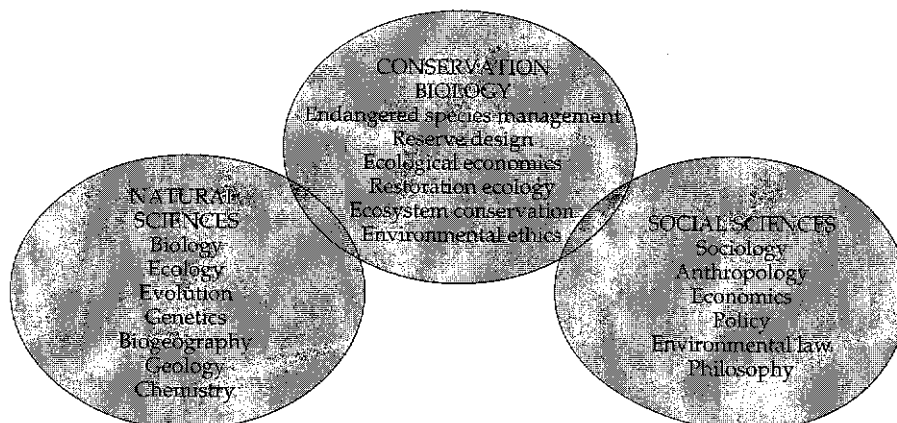 CONSERVATION
BIOLOGY
Endangered species management
Reserve design
Ecological economics
Restoration ecology
Ecosystem conservation
Environmental ethics
NATURAL
SCIENCES
Biology
Ecology
Evolution
Genetics
Biogeography
Geology
Chemistry
SOCIAL SCIENCES
Sociology
Anthropology
Economics
Policy
Environmental law
Philosophy